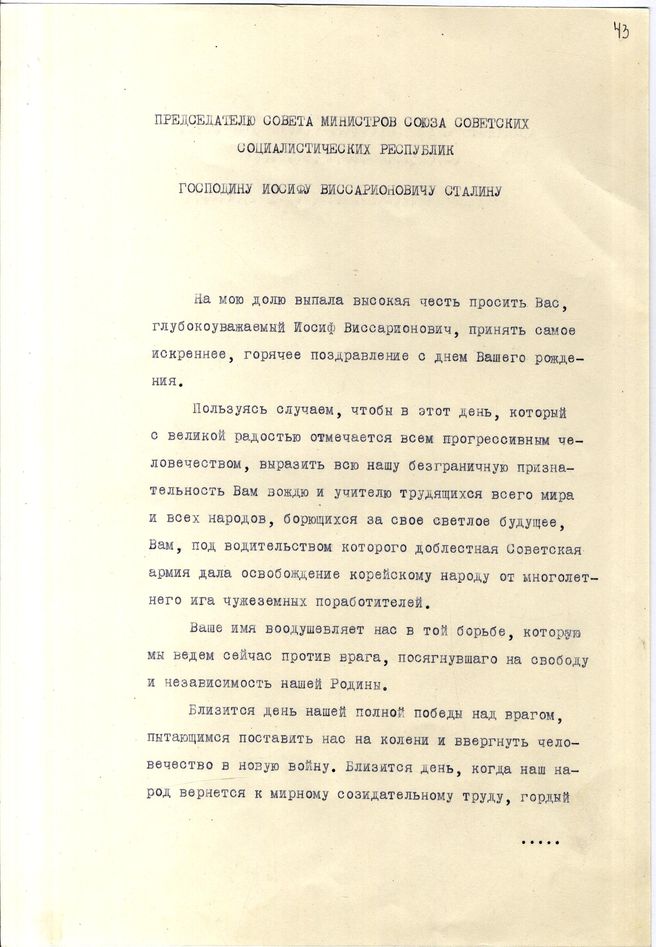 43
ПРЕДСЕДАТЕЛЮ СОВЕТА МИНИСТРОВ СОЮЗА СОВЕТСКИХ
СОЦИАЛИСТИЧЕСКИХ РЕСПУБЛИК
ГОСПОДИНУ ИОСИФУ ВИССАРИОНОВИЧУ СТАЛИНУ
На мою долю выпала высокая честь просить Вас,
глубокоуважаемый Иосиф Виссарионович, принять самое
искреннее, горячее поздравление с днем Вашего рожде-
ния.
Пользуясь случаем, чтобы в этот день, который
с великой радостью отмечается всем прогрессивным че-
ловечеством, выразить всю нашу безграничную призна-
тельность Вам вождю и учителю трудящихся всего мира
и всех народов, борющихся за свое светлое будущее,
Вам, под водительством которого доблестная Советская
армия дала освобождение корейскому народу от многолет-
него ига чужеземных поработителей.
Ваше имя воодушевляет нас в той борьбе, которую
мы ведем сейчас против врага, посягнувшаго на свободу
и независимость нашей Родины.
Близится день нашей полной победы над врагом,
пытающимся поставить нас на колени и ввергнуть чело-
вечество в новую войну. Близится день, когда наш на-
род вернется к мирному созидательному труду, гордый
.....